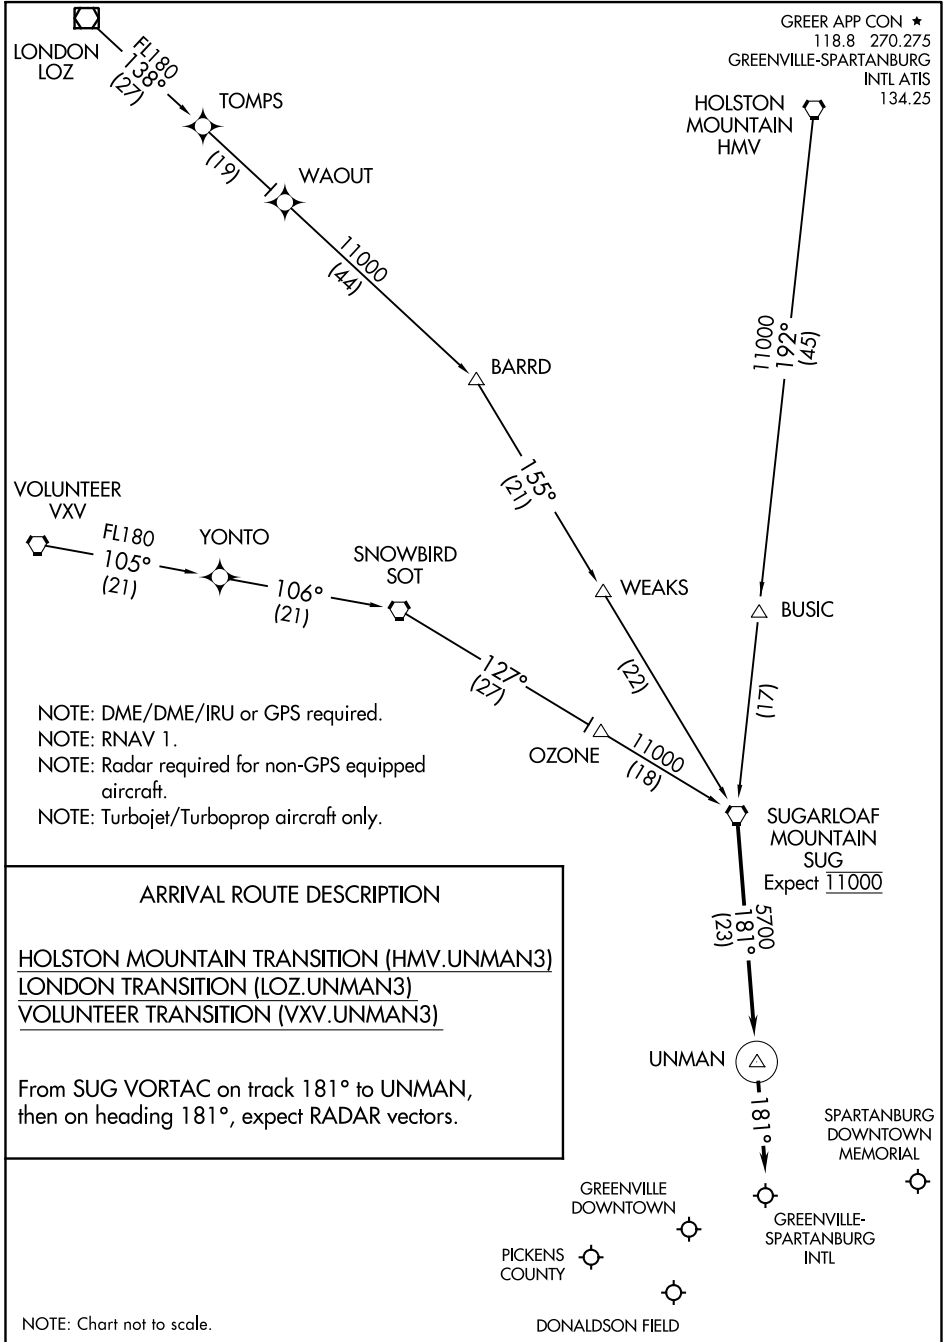 GREER APP CON ★
118.8 270.275
GREENVILLE-SPARTANBURG
INTL ATIS
134.25
LONDON
LOZ
FL180
138°
(27)
TOMPS
(19)
WAOUT
11000
(44)
HOLSTON
MOUNTAIN
HMV
11000
192°
(45)
BARRD
155°
(21)
VOLUNTEER
VXV
FL180
105°
(21)
YONTO
106°
(21)
SNOWBIRD
SOT
WEAKS
(22)
BUSIC
(17)
127°
(27)
OZONE
11000
(18)
NOTE: DME/DME/IRU or GPS required.
NOTE: RNAV 1.
NOTE: Radar required for non-GPS equipped
aircraft.
NOTE: Turbojet/Turboprop aircraft only.
SUGARLOAF
MOUNTAIN
SUG
Expect 11000
5700
181°
(23)
ARRIVAL ROUTE DESCRIPTION
HOLSTON MOUNTAIN TRANSITION (HMV.UNMAN3)
LONDON TRANSITION (LOZ.UNMAN3)
VOLUNTEER TRANSITION (VXV.UNMAN3)
From SUG VORTAC on track 181° to UNMAN,
then on heading 181°, expect RADAR vectors.
UNMAN
181°
SPARTANBURG
DOWNTOWN
MEMORIAL
GREENVILLE
DOWNTOWN
GREENVILLE-
SPARTANBURG
INTL
PICKENS
COUNTY
DONALDSON FIELD
NOTE: Chart not to scale.